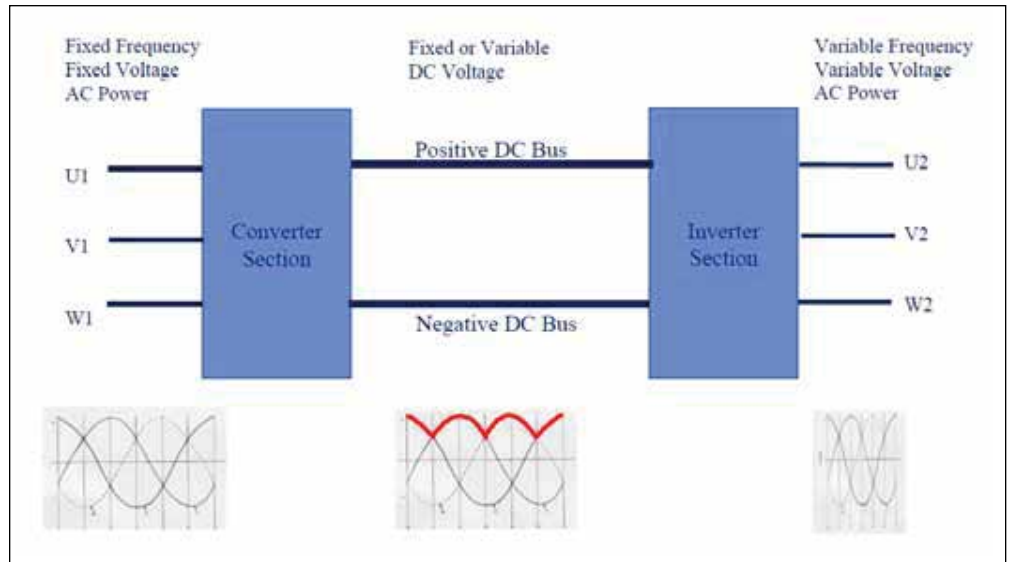 Fixed Frequency
Fixed Voltage
AC Power
Fixed or Variable
DC Voltage
Variable Frequency
Variable Voltage
AC Power
Positive DC Bus
U1
V1
W1
Converter
Section
Inverter
Section
U2
V2
W2
Negative DC Bus